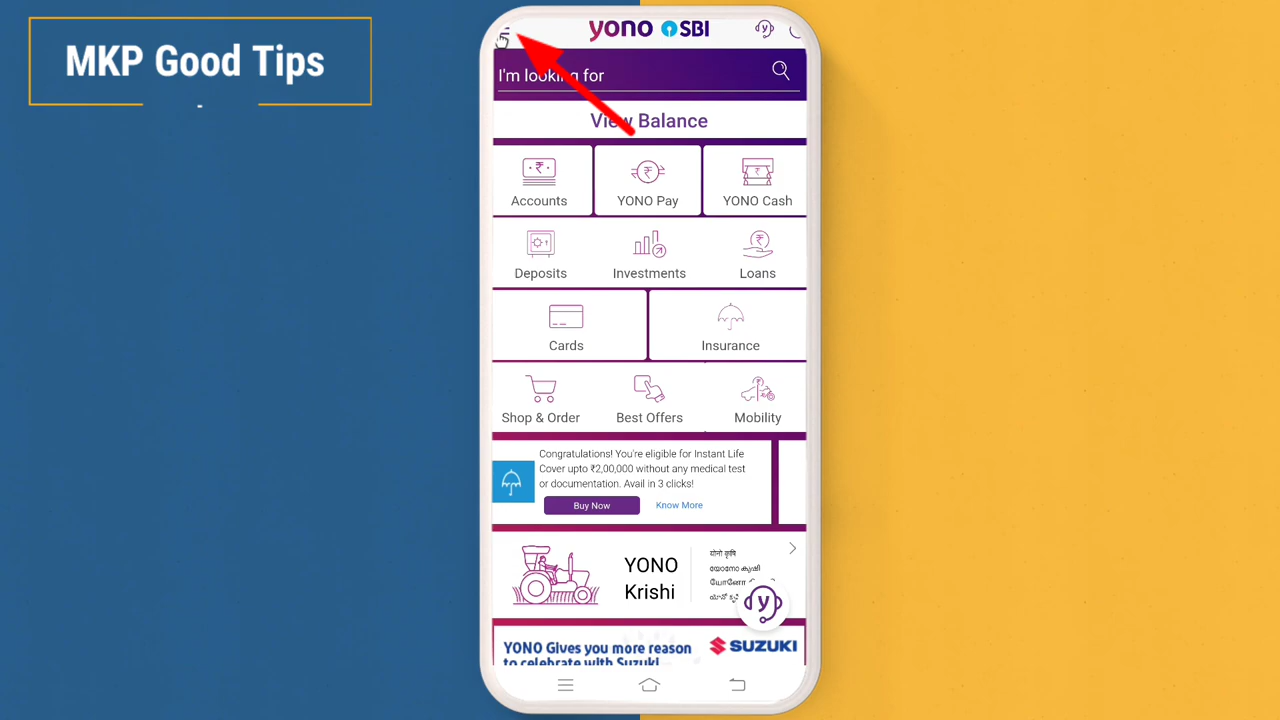 MKP Good Tips
yono SBI
I'm looking for
View Balance
Accounts
YONO Pay
YONO Cash
Deposits
Investments
Loans
Cards
Insurance
Shop & Order
Best Offers
Mobility
Congratulations! You're eligible for Instant Life
Cover upto ₹2,00,000 without any medical test
or documentation. Avail in 3 clicks!
Buy Now
Know More
YONO
Krishi
योनो कृषि
യോനോ കൃഷി
யோனோ
y
YONO Gives you more reason
to celebrate with Suzuki
SUZUKI